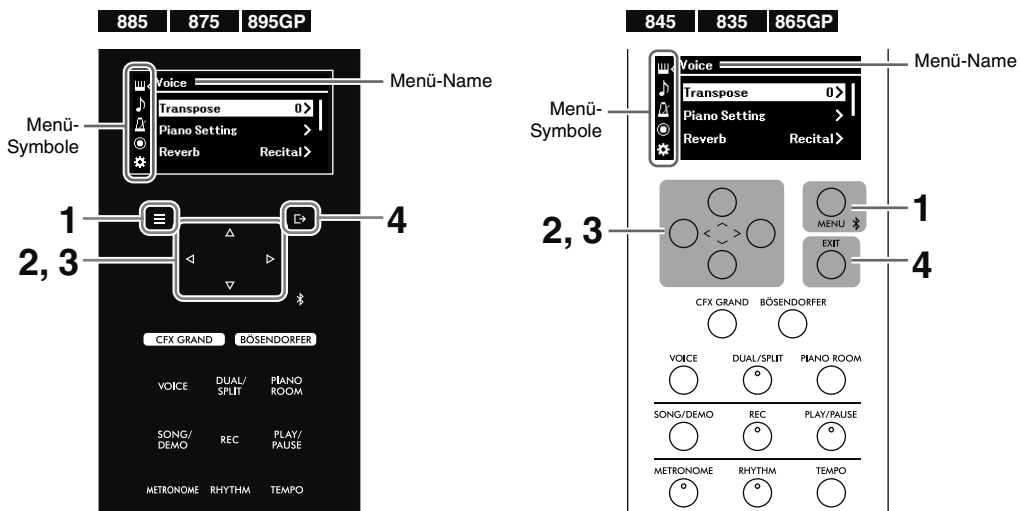 885 875 895GP
Menü-Name
Menü-
Symbole
Voice
Transpose 0
Piano Setting
Reverb Recital
1
4
2, 3
CFX GRAND BÖSENDORFER
VOICE DUAL/
SPLIT PIANO
ROOM
SONG/
DEMO REC PLAY/
PAUSE
METRONOME RHYTHM TEMPO
845 835 865GP
Menü-Name
Menü-
Symbole
Voice
Transpose 0
Piano Setting
Reverb Recital
1
MENU
2, 3
EXIT
4
CFX GRAND BÖSENDORFER
VOICE DUAL/SPLIT PIANO ROOM
SONG/DEMO REC PLAY/PAUSE
METRONOME RHYTHM TEMPO